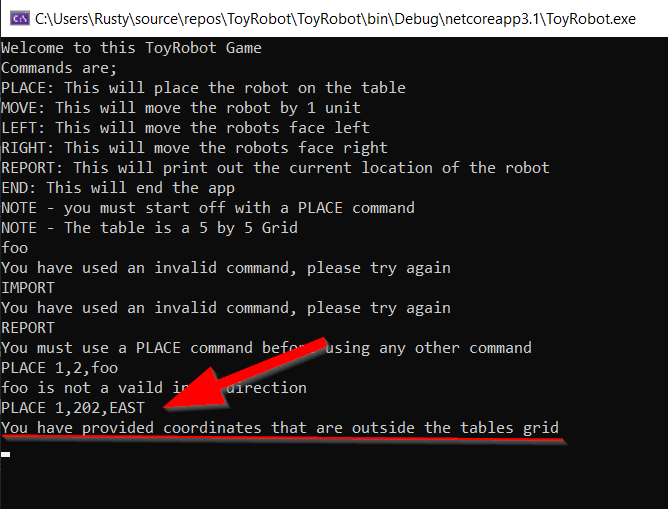 C:\Users\Rusty\source\repos\ToyRobot\ToyRobot\bin\Debug\netcoreapp3.1\ToyRobot.exe
Welcome to this ToyRobot Game
Commands are;
PLACE: This will place the robot on the table
MOVE: This will move the robot by 1 unit
LEFT: This will move the robots face left
RIGHT: This will move the robots face right
REPORT: This will print out the current location of the robot
END: This will end the app
NOTE - you must start off with a PLACE command
NOTE - The table is a 5 by 5 Grid
foo
You have used an invalid command, please try again
IMPORT
You have used an invalid command, please try again
REPORT
You must use a PLACE command before using any other command
PLACE 1,2,foo
foo is not a vaild direction
PLACE 1,202,EAST
You have provided coordinates that are outside the tables grid